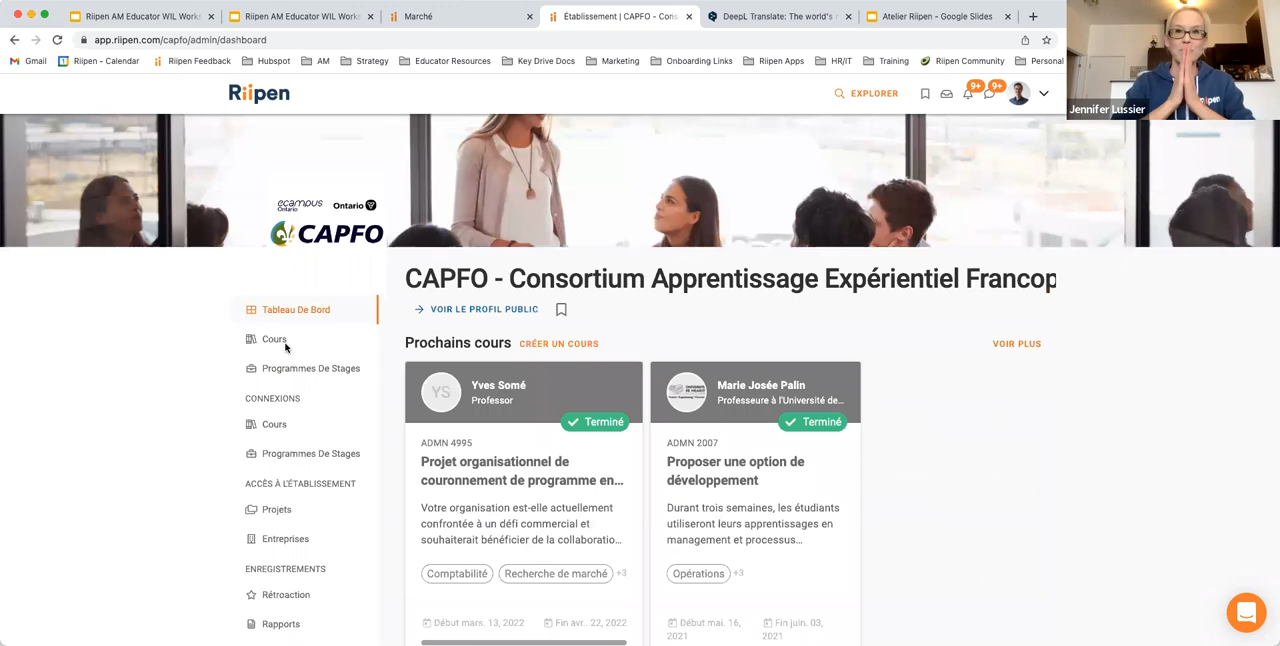 Riipen AM Educator WIL Works
Riipen AM Educator WIL Works
Marché
Établissement | CAPFO - Cons
DeepL Translate: The world's
Atelier Riipen - Google Slides
app.riipen.com/capfo/admin/dashboard
Gmail
Riipen - Calendar
Riipen Feedback
Hubspot
AM
Strategy
Educator Resources
Key Drive Docs
Marketing
Onboarding Links
Riipen Apps
HR/IT
Training
Riipen Community
Personal
Riipen
EXPLORER
9+
9+
Jennifer Lussier
eCampus
Ontario
Ontario
CAPFO
CAPFO - Consortium Apprentissage Expérientiel Francop
VOIR LE PROFIL PUBLIC
Tableau De Bord
Cours
Programmes De Stages
CONNEXIONS
Cours
Programmes De Stages
ACCÈS À L'ÉTABLISSEMENT
Projets
Entreprises
ENREGISTREMENTS
Rétroaction
Rapports
Prochains cours
CRÉER UN COURS
VOIR PLUS
YS
Yves Somé
Professor
Terminé
ADMN 4995
Projet organisationnel de
couronnement de programme en...
Votre organisation est-elle actuellement
confrontée à un défi commercial et
souhaiterait bénéficier de la collaboratio...
Comptabilité
Recherche de marché
+3
Début mars. 13, 2022
Fin avr.. 22, 2022
Marie Josée Palin
Professeure à l'Université de...
Terminé
ADMN 2007
Proposer une option de
développement
Durant trois semaines, les étudiants
utiliseront leurs apprentissages en
management et processus...
Opérations
+3
Début mai. 16,
2021
Fin juin. 03,
2021